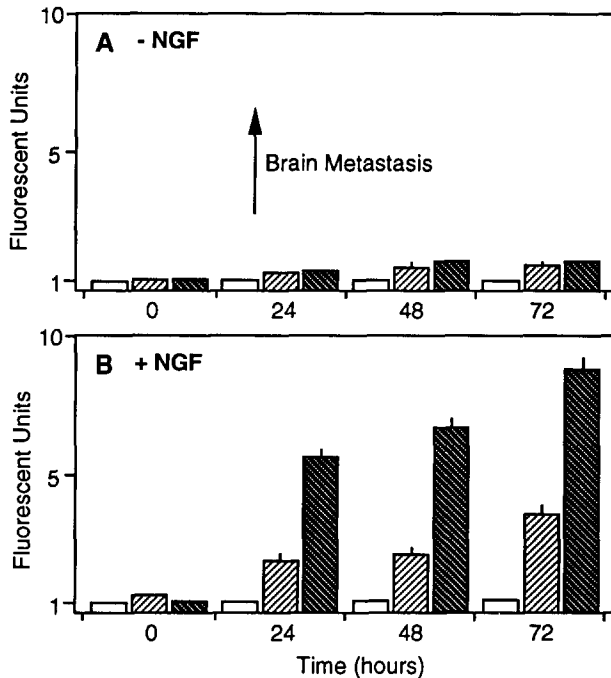 10
A - NGF
Fluorescent Units
5
Brain Metastasis
1
0 24 48 72
10
B + NGF
Fluorescent Units
5
1
0 24 48 72
Time (hours)